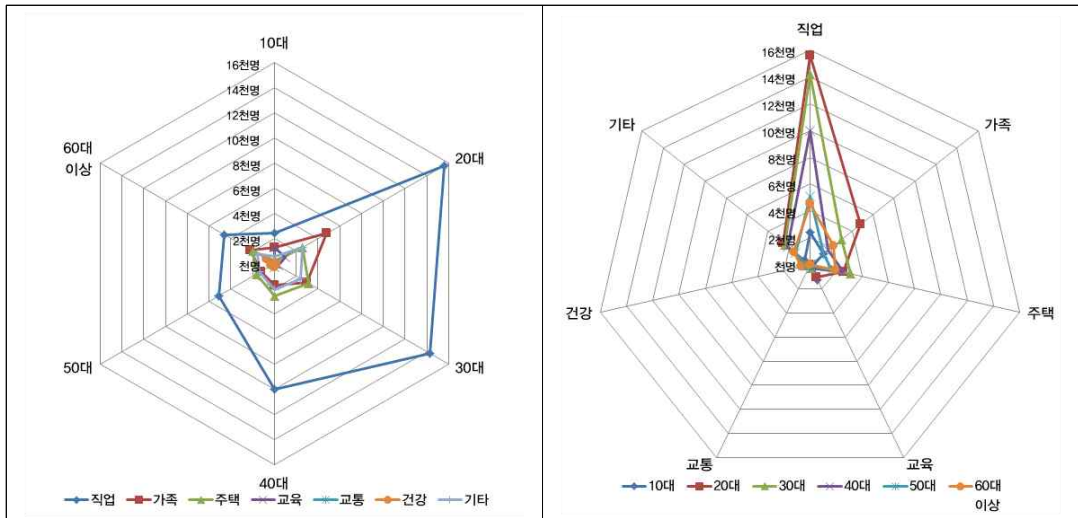 10대
16천명
14천명
12천명
10천명
8천명
6천명
4천명
2천명
천명
20대
30대
40대
50대
60대
이상
직업 가족 주택 교육 교통 건강 기타
직업
16천명
14천명
12천명
10천명
8천명
6천명
4천명
2천명
천명
가족
주택
교육
교통
건강
기타
10대 20대 30대 40대 50대 60대
이상